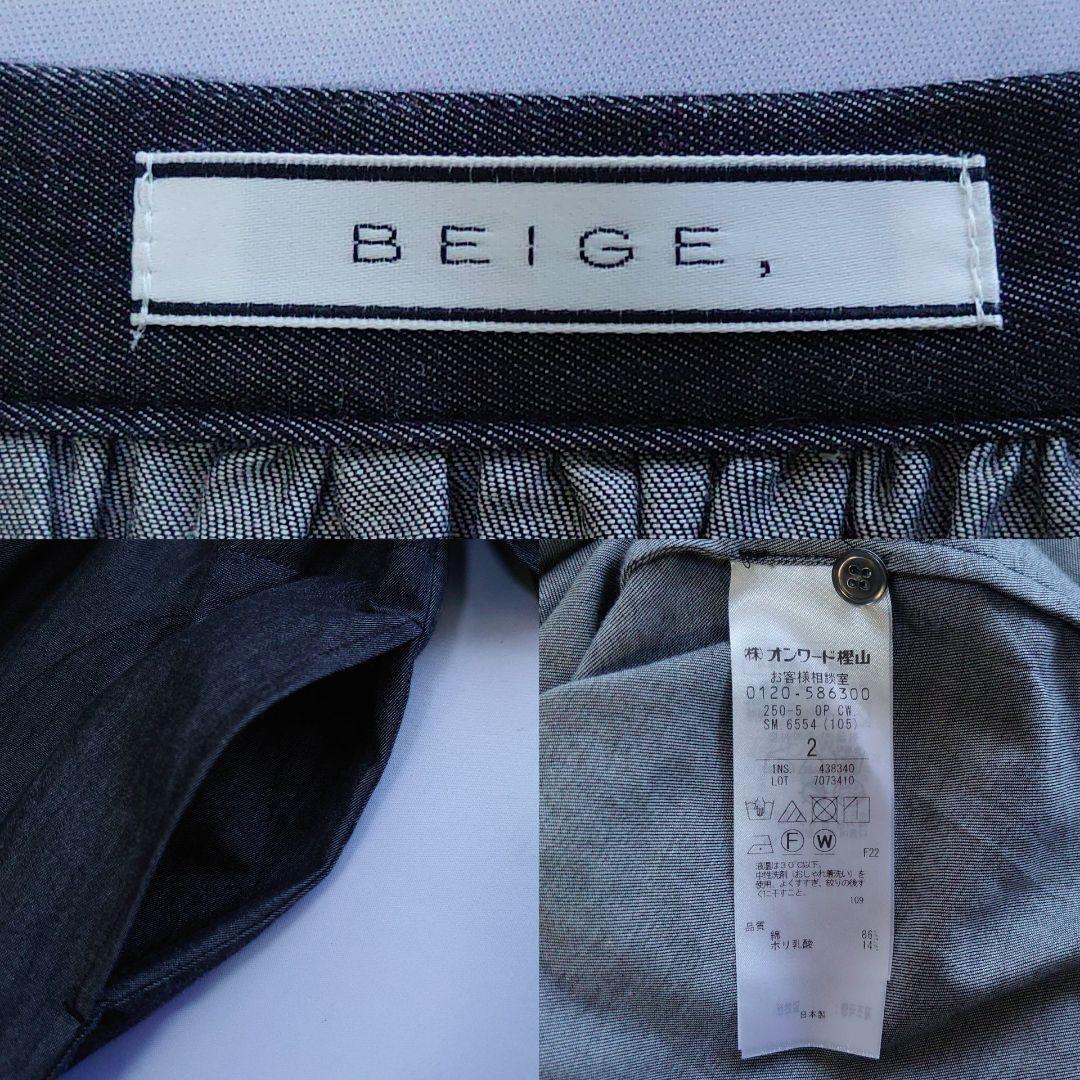 BEIGE,
(株)オンワード樫山
お客様相談室
0120-586300
250-5 OP.CW.
SM.6554 (105)
2
INS. 438340
LOT 7073410
F W
F22
液温は30℃以下。
中性洗剤(おしゃれ着洗い)を
使用。よくすすぎ、絞りの後す
ぐに干すこと。
109
品質
綿 86%
ポリ乳酸 14%
日本製